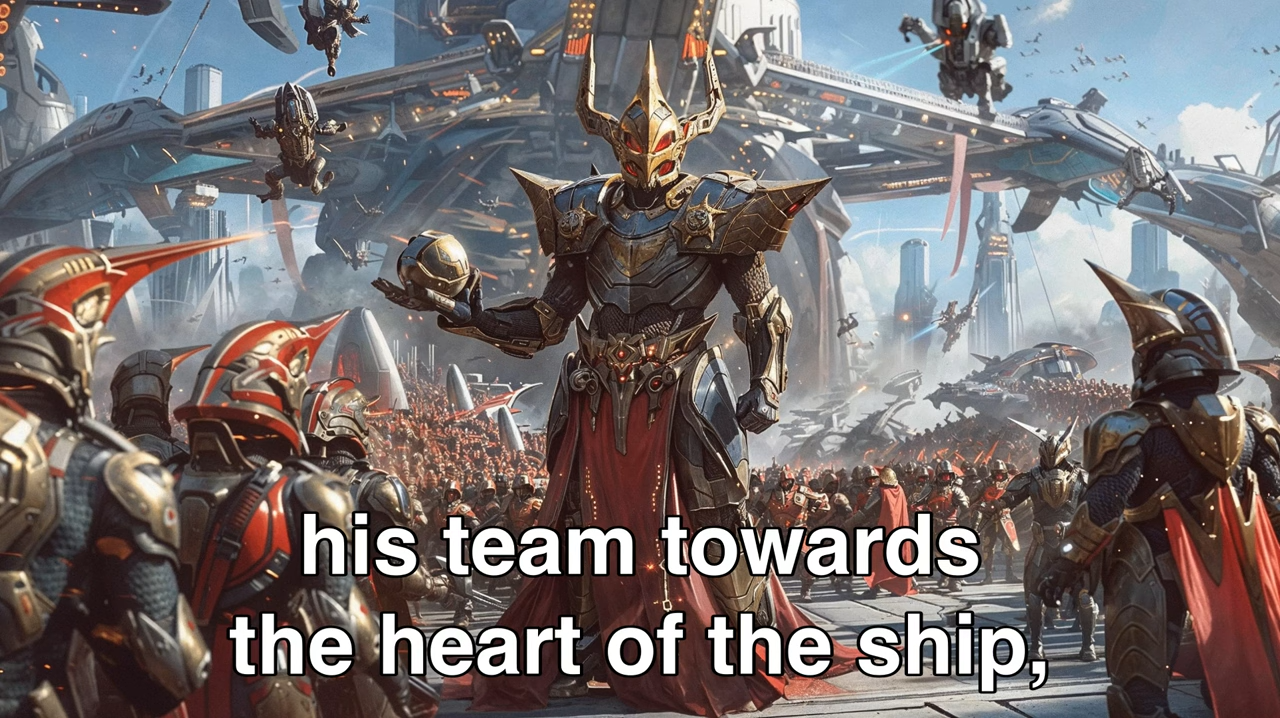 his team towards
the heart of the ship,